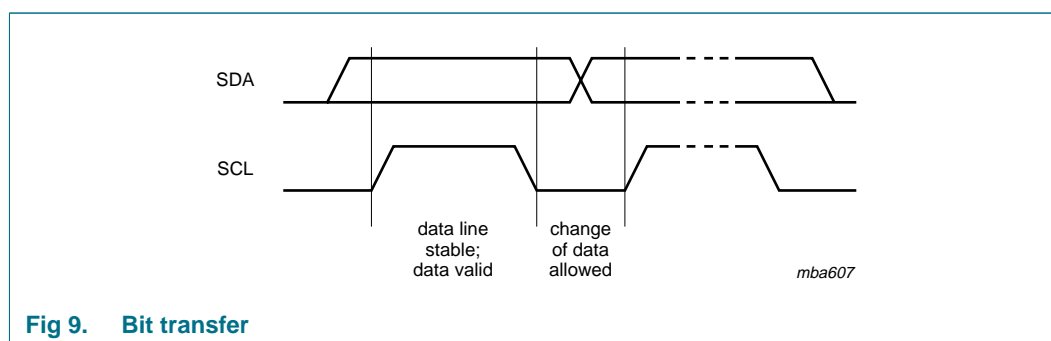 SDA
SCL
data line
stable;
data valid
change
of data
allowed
mba607
Fig 9. Bit transfer